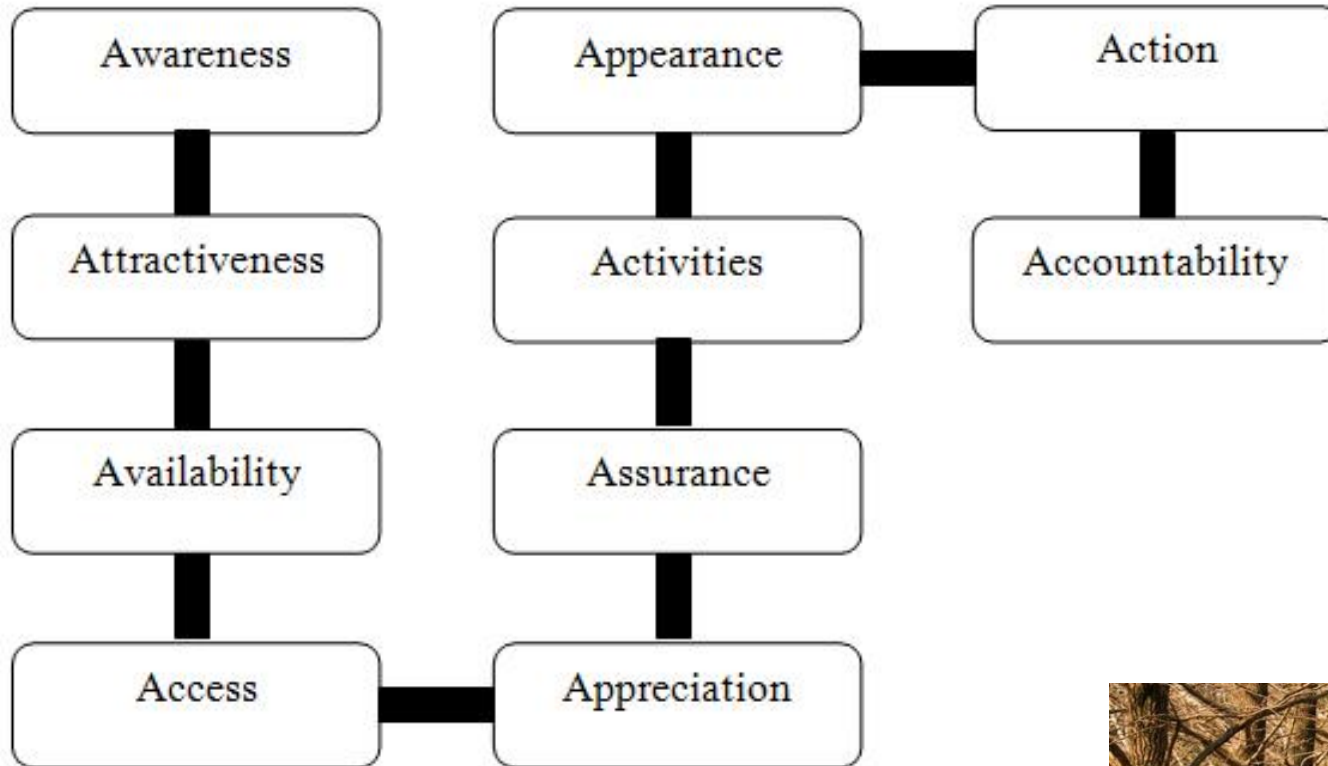 Awareness
Attractiveness
Availability
Access
Appreciation
Assurance
Activities
Appearance
Action
Accountability